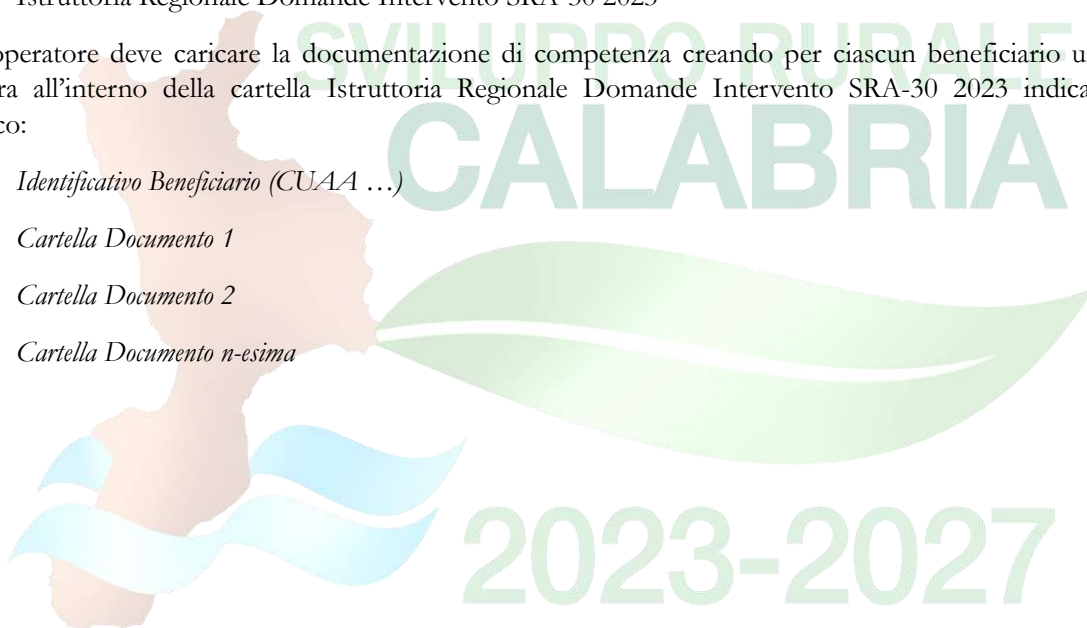 Istruttoria Regionale Domande Intervento SRA-30 2023
operatore deve caricare la documentazione di competenza creando per ciascun beneficiario u
ra all’interno della cartella Istruttoria Regionale Domande Intervento SRA-30 2023 indica
co:
Identificativo Beneficiario (CUAA …)
Cartella Documento 1
Cartella Documento 2
Cartella Documento n-esima
SVILUPPO RURALE
CALABRIA
2023-2027